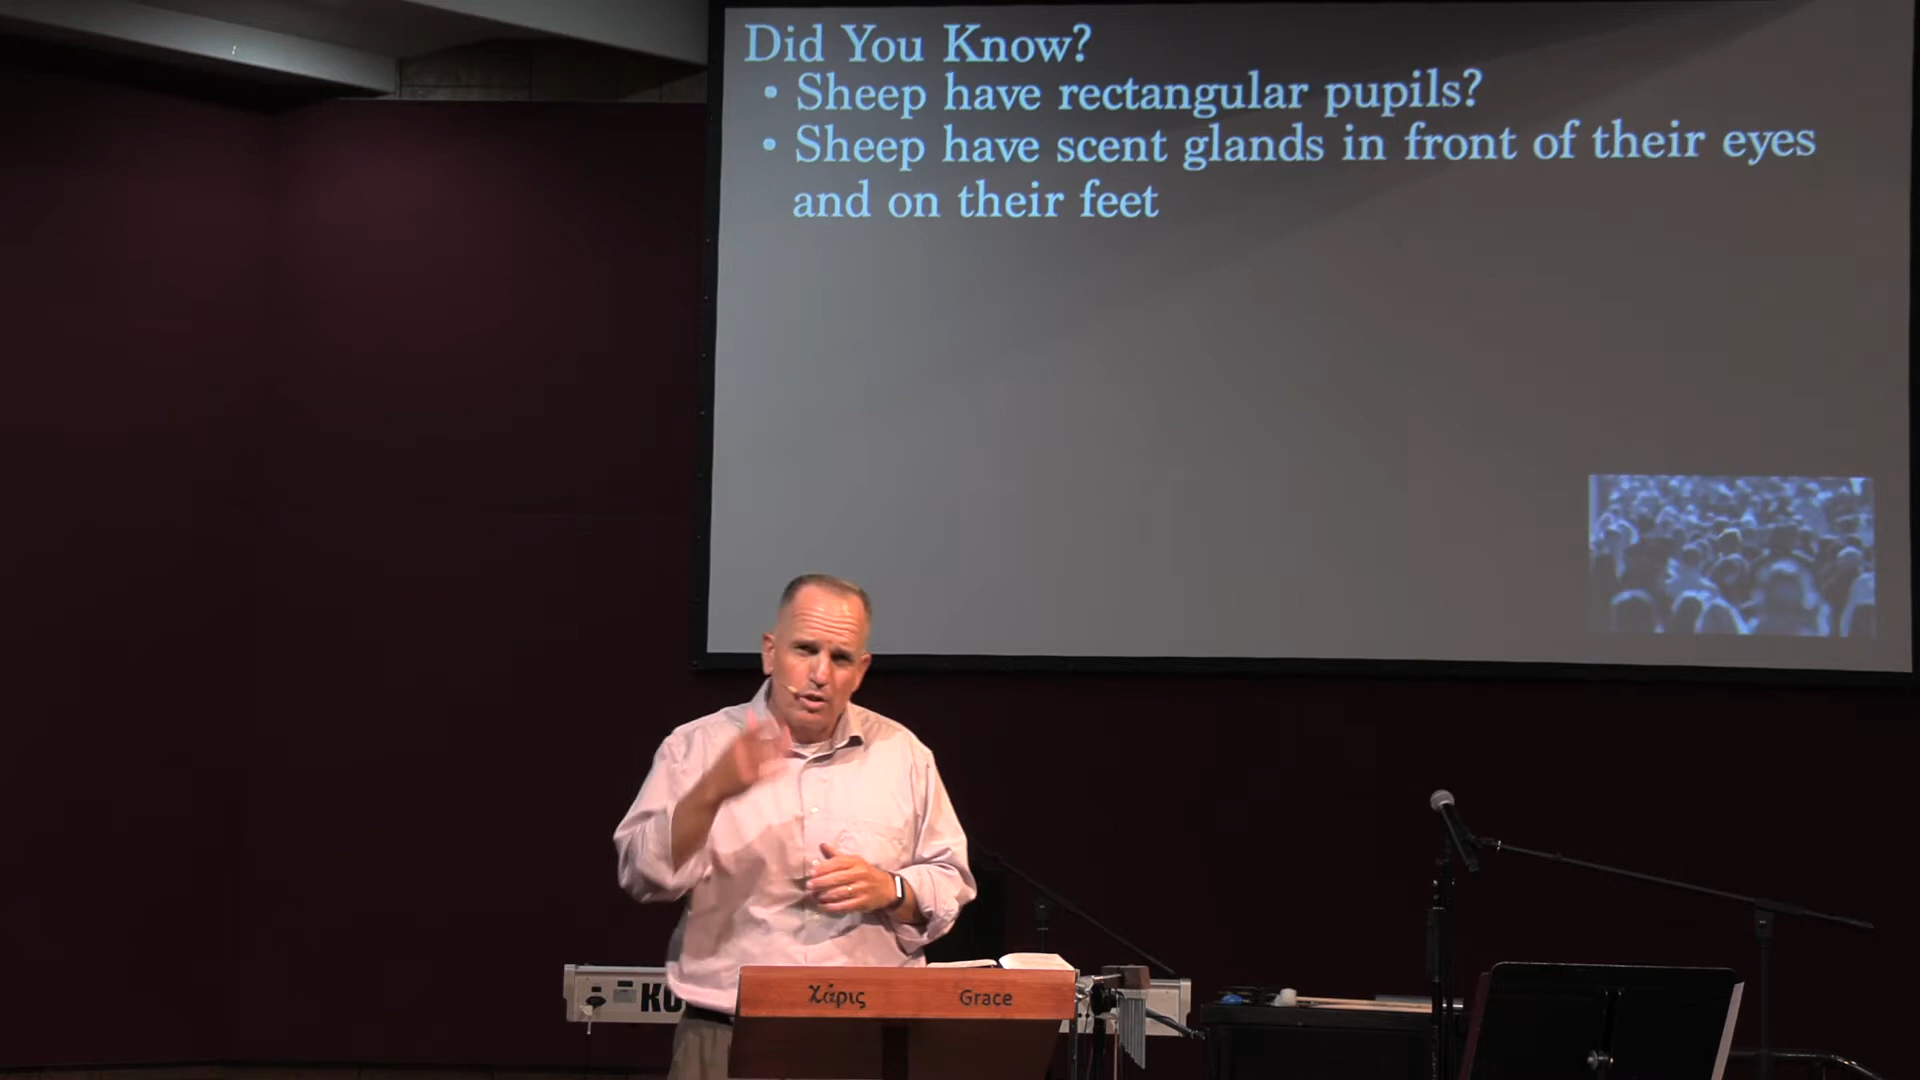 Did You Know?
• Sheep have rectangular pupils?
• Sheep have scent glands in front of their eyes
and on their feet
KO
Χάρις Grace